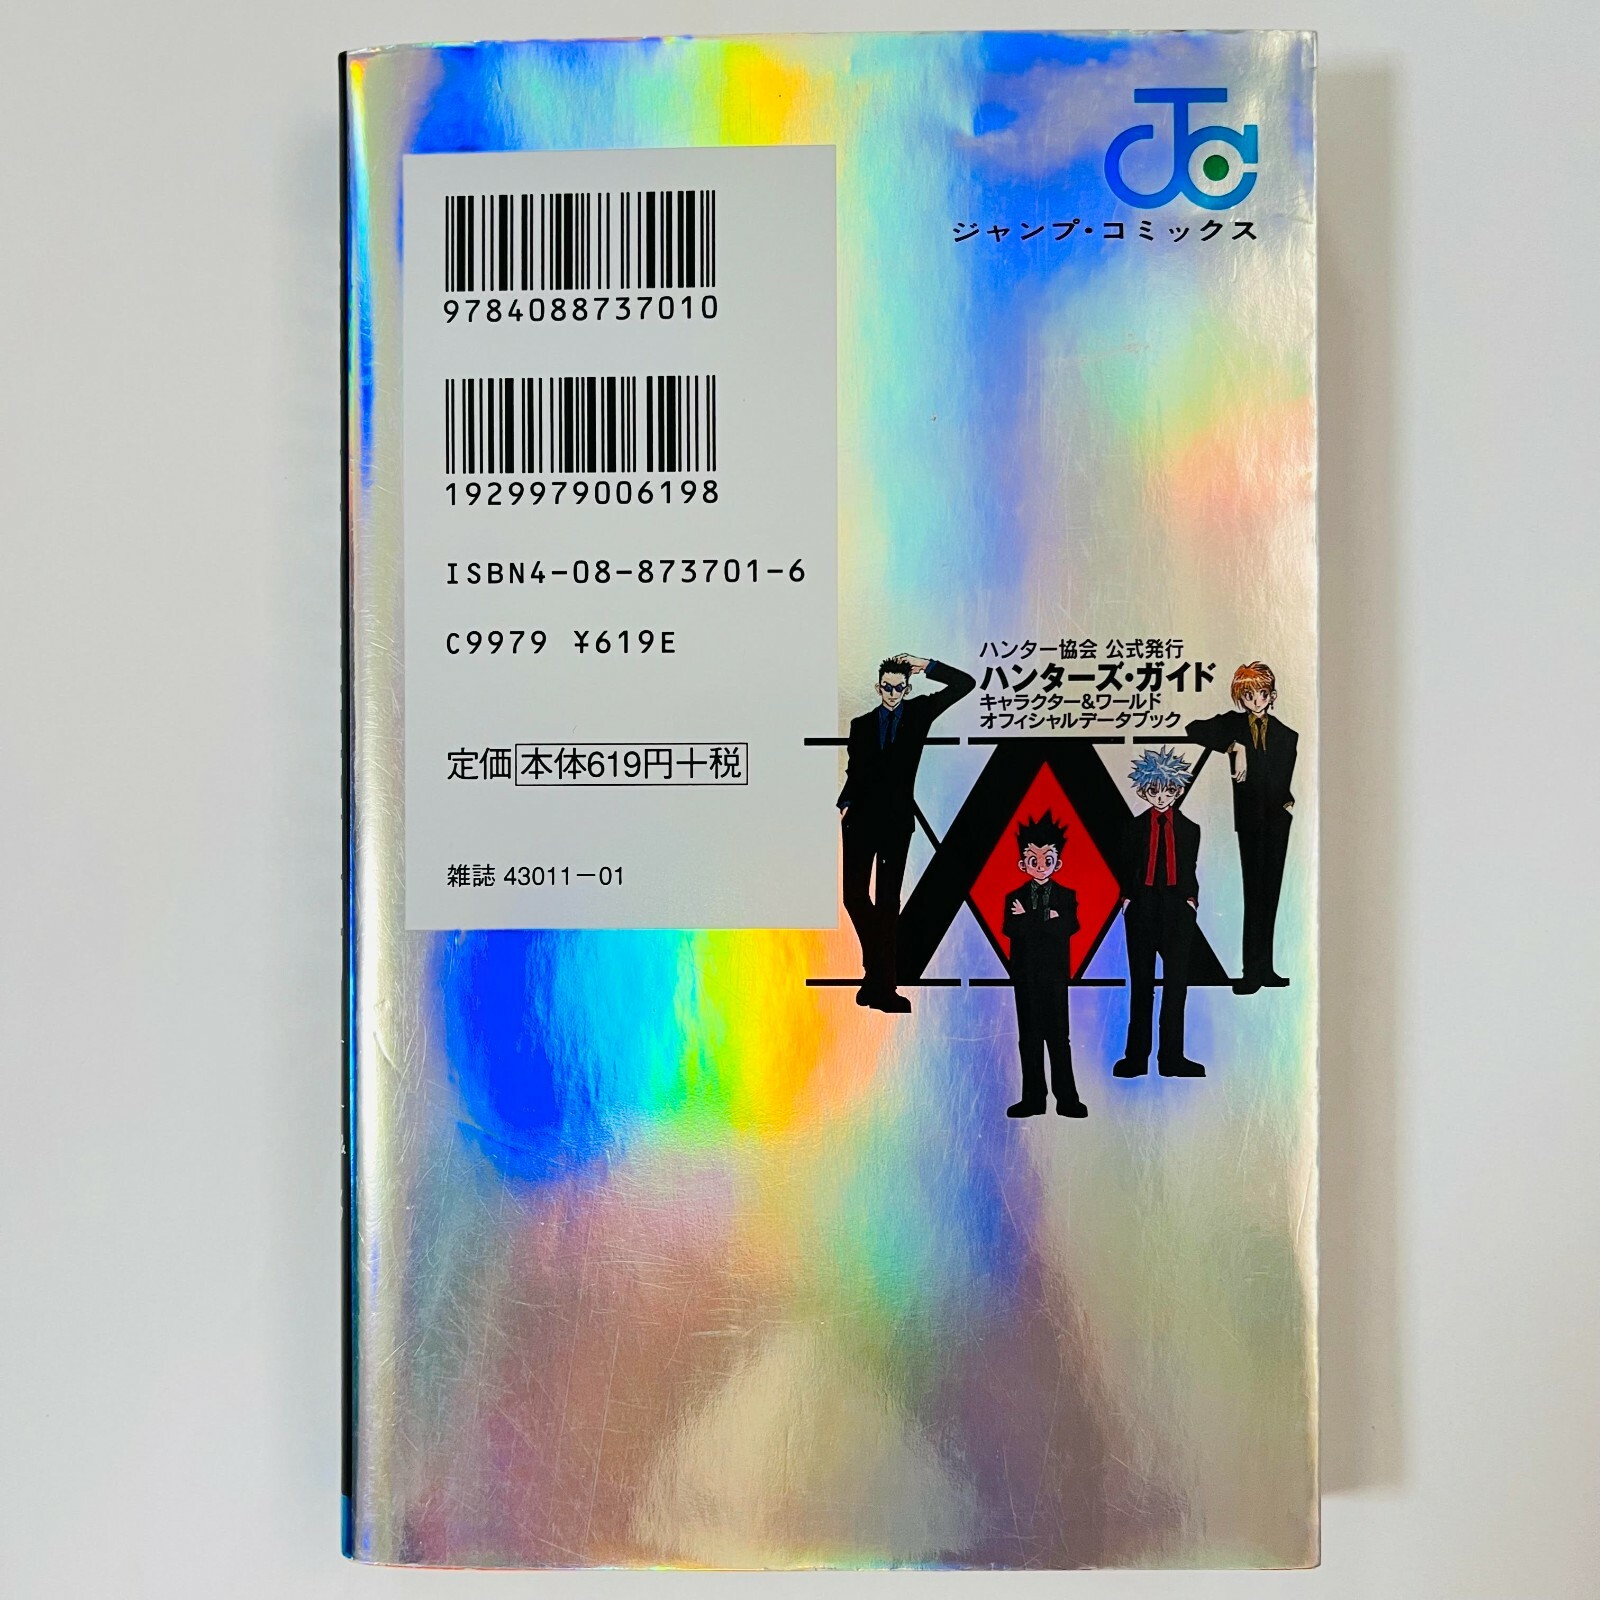 9784088737010
1929979006198
ISBN4-08-873701-6
C9979 ¥619E
定価 本体619円+税
雑誌 43011-01
JC
ジャンプ・コミックス
ハンター協会 公式発行
ハンターズ・ガイド
キャラクター&ワールド
オフィシャルデータブック